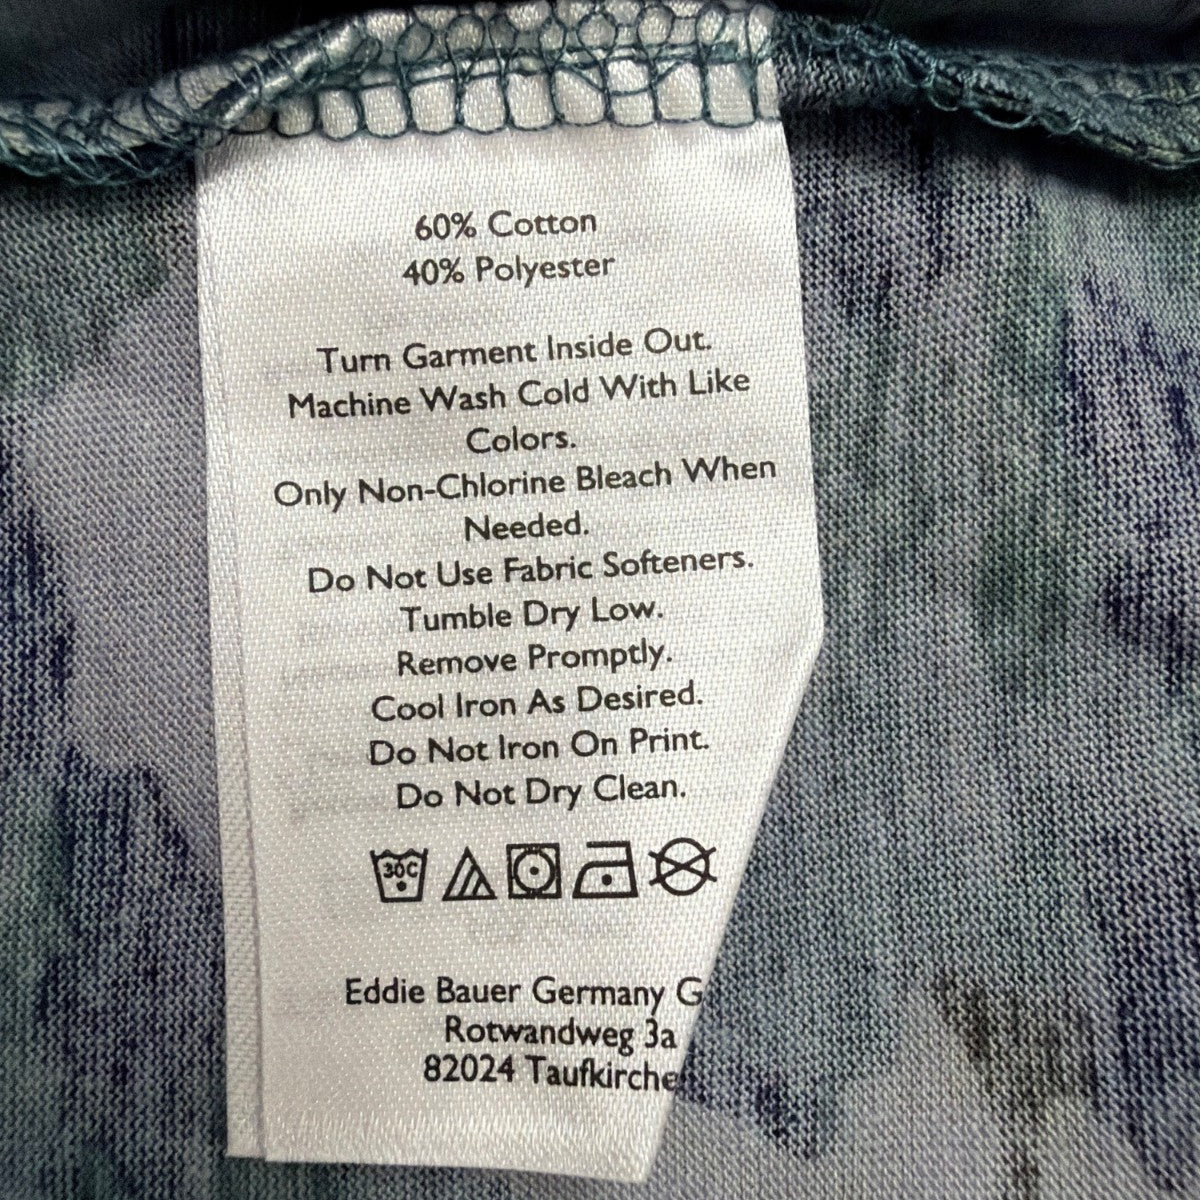 60% Cotton
40% Polyester
Turn Garment Inside Out.
Machine Wash Cold With Like
Colors.
Only Non-Chlorine Bleach When
Needed.
Do Not Use Fabric Softeners.
Tumble Dry Low.
Remove Promptly.
Cool Iron As Desired.
Do Not Iron On Print.
Do Not Dry Clean.
30C
Eddie Bauer Germany G
Rotwandweg 3a
82024 Taufkirche